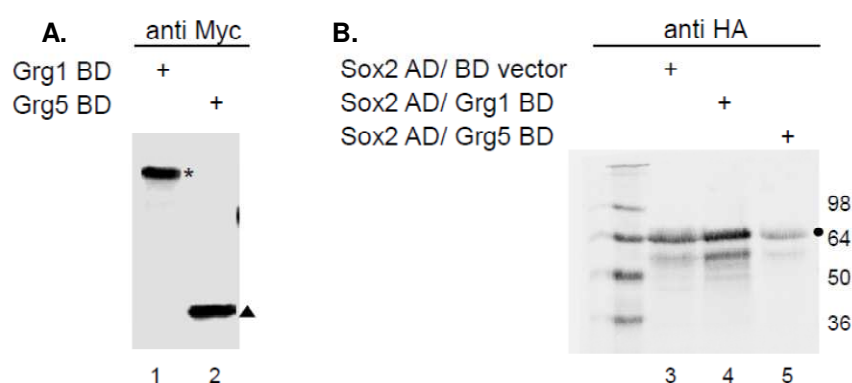 A.
anti Myc
Grg1 BD +
Grg5 BD +
*
1 2
B.
anti HA
Sox2 AD/ BD vector +
Sox2 AD/ Grg1 BD +
Sox2 AD/ Grg5 BD +
98
64
50
36
3 4 5